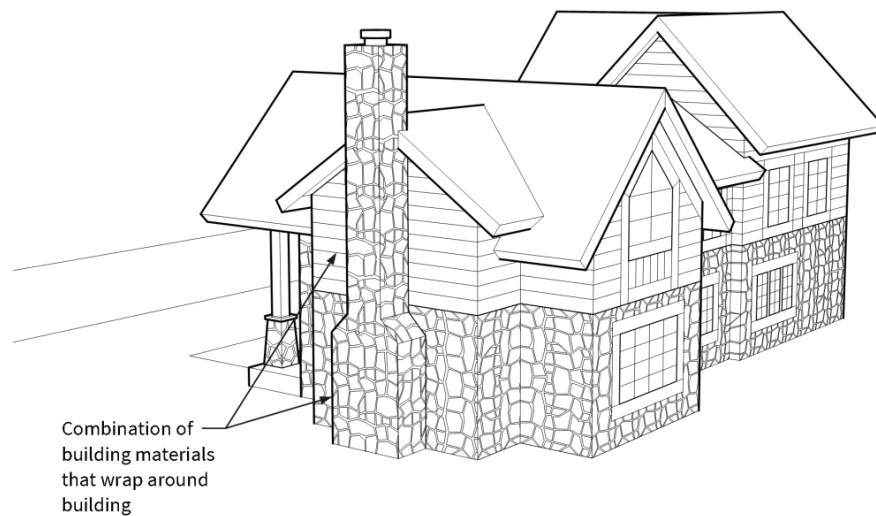 Combination of
building materials
that wrap around
building